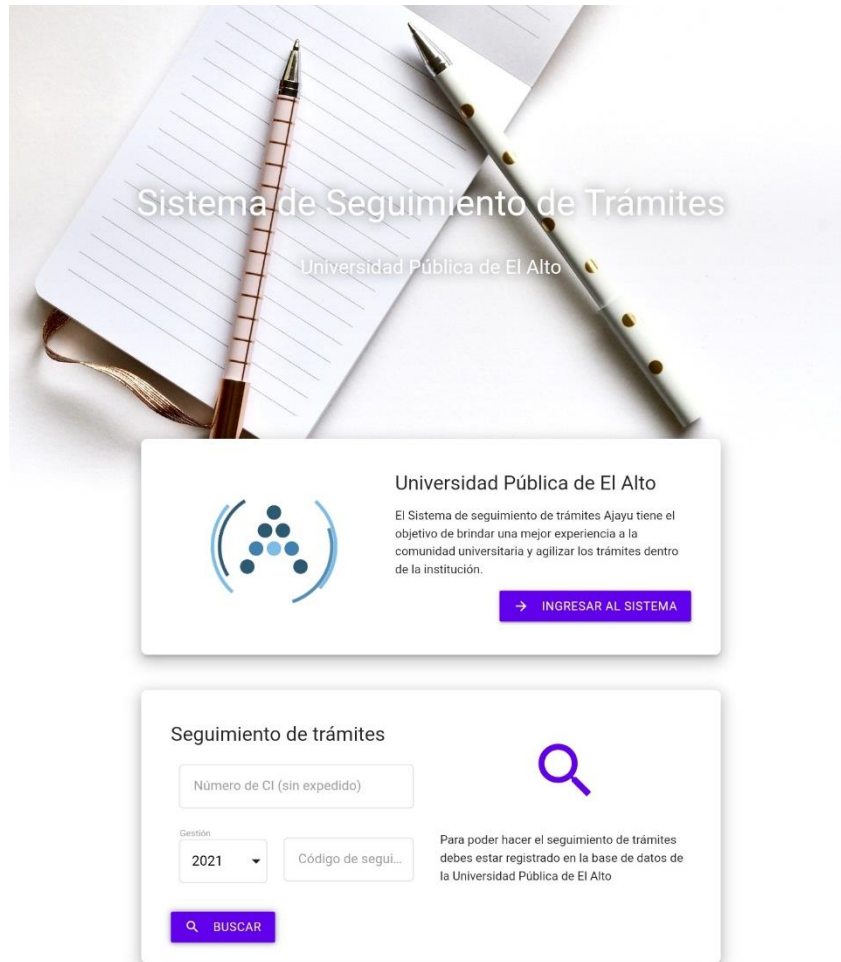 Sistema de Seguimiento de Trámites
Universidad Pública de El Alto
Universidad Pública de El Alto
El Sistema de seguimiento de trámites Ajayu tiene el
objetivo de brindar una mejor experiencia a la
comunidad universitaria y agilizar los trámites dentro
de la institución.
INGRESAR AL SISTEMA
Seguimiento de trámites
Número de CI (sin expedido)
Gestión
2021
Código de segui...
BUSCAR
Para poder hacer el seguimiento de trámites
debes estar registrado en la base de datos de
la Universidad Pública de El Alto